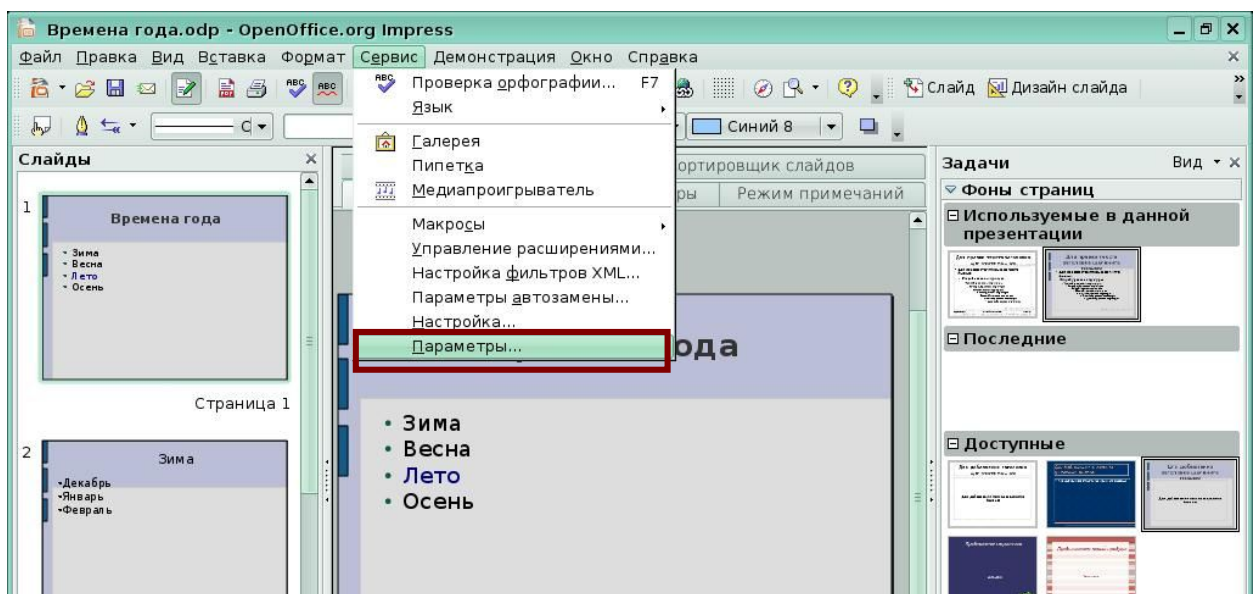 Времена года.odp - OpenOffice.org Impress
Файл Правка Вид Вставка Формат Сервис Демонстрация Окно Справка
Проверка орфографии... F7
Язык
Галерея
Пипетка
Медиапроигрыватель
Макросы
Управление расширениями...
Настройка фильтров XML...
Параметры автозамены...
Настройка...
Параметры...
Слайд Дизайн слайда
Синий 8
Слайды
1
Времена года
Зима
Весна
Лето
Осень
Страница 1
2
Зима
Декабрь
Январь
Февраль
ортировщик слайдов
ры Режим примечаний
ода
• Зима
• Весна
• Лето
• Осень
Задачи Вид
Фоны страниц
Используемые в данной
презентации
Последние
Доступные